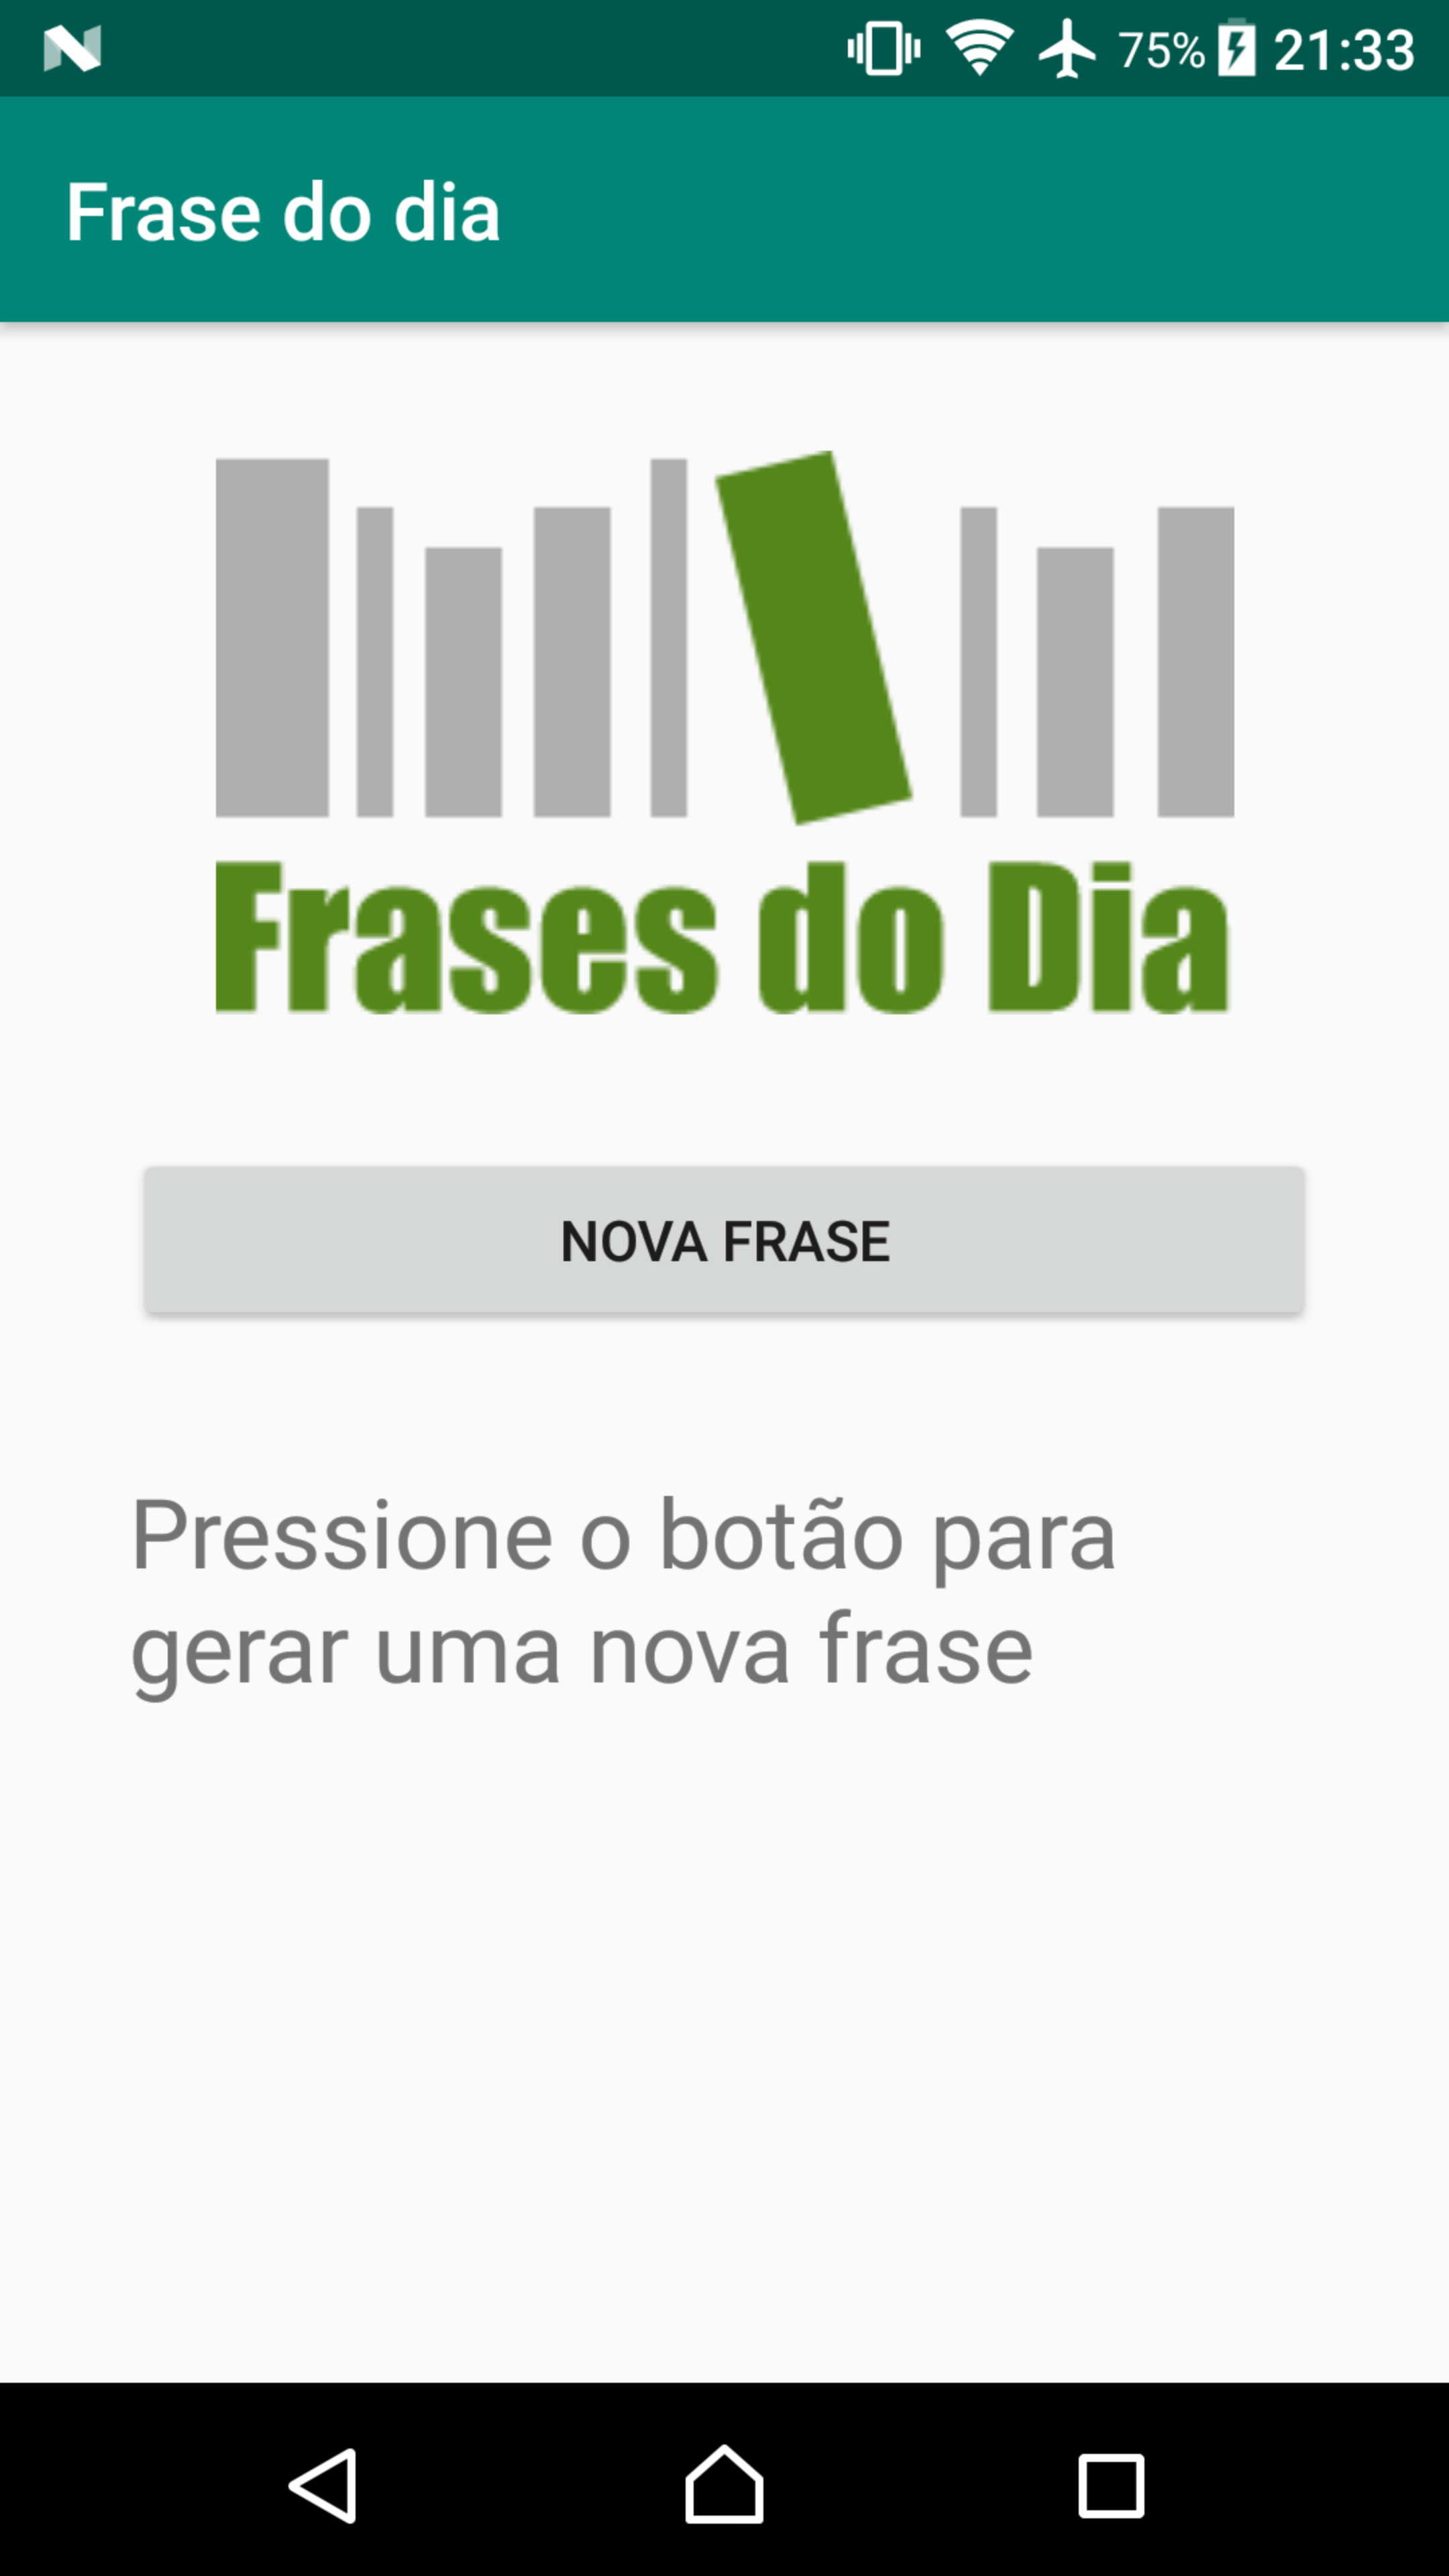 75% 21:33
Frase do dia
Frases do Dia
NOVA FRASE
Pressione o botão para
gerar uma nova frase